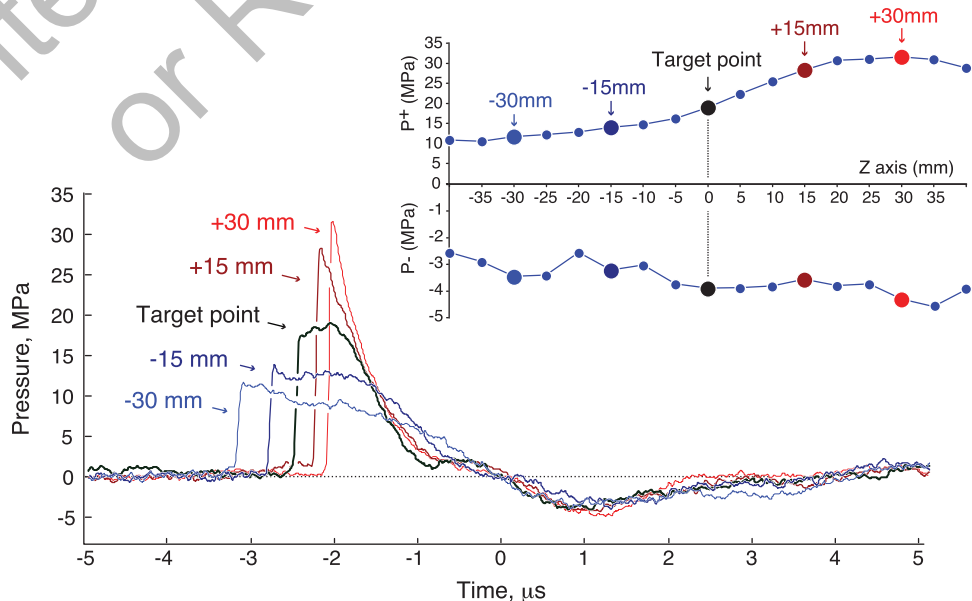 ite
or R
+30mm
+15mm
Target point
-15mm
-30mm
P+ (MPa)
35
30
25
20
15
10
5
0
Z axis (mm)
-35 -30 -25 -20 -15 -10 -5 0 5 10 15 20 25 30 35
P- (MPa)
-1
-2
-3
-4
-5
Pressure, MPa
35
30
25
20
15
10
5
0
-5
+30 mm
+15 mm
Target point
-15 mm
-30 mm
-5 -4 -3 -2 -1 0 1 2 3 4 5
Time, μs